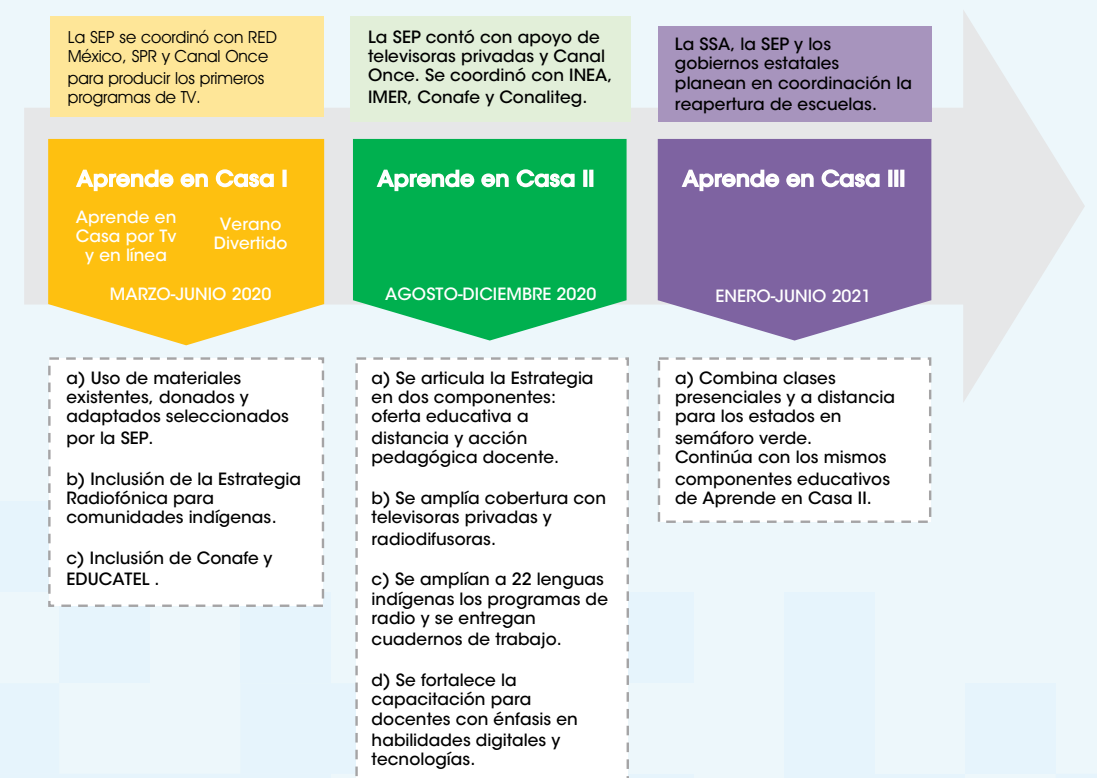 La SEP se coordinó con RED
México, SPR y Canal Once
para producir los primeros
programas de TV.
Aprende en Casa I
Aprende en
Casa por Tv
y en línea
Verano
Divertido
MARZO-JUNIO 2020
a) Uso de materiales
existentes, donados y
adaptados seleccionados
por la SEP.
b) Inclusión de la Estrategia
Radiofónica para
comunidades indígenas.
c) Inclusión de Conafe y
EDUCATEL .
La SEP contó con apoyo de
televisoras privadas y Canal
Once. Se coordinó con INEA,
IMER, Conafe y Conaliteg.
Aprende en Casa II
AGOSTO-DICIEMBRE 2020
a) Se articula la Estrategia
en dos componentes:
oferta educativa a
distancia y acción
pedagógica docente.
b) Se amplía cobertura con
televisoras privadas y
radiodifusoras.
c) Se amplían a 22 lenguas
indígenas los programas de
radio y se entregan
cuadernos de trabajo.
d) Se fortalece la
capacitación para
docentes con énfasis en
habilidades digitales y
tecnologías.
La SSA, la SEP y los
gobiernos estatales
planean en coordinación la
reapertura de escuelas.
Aprende en Casa III
ENERO-JUNIO 2021
a) Combina clases
presenciales y a distancia
para los estados en
semáforo verde.
Continúa con los mismos
componentes educativos
de Aprende en Casa II.